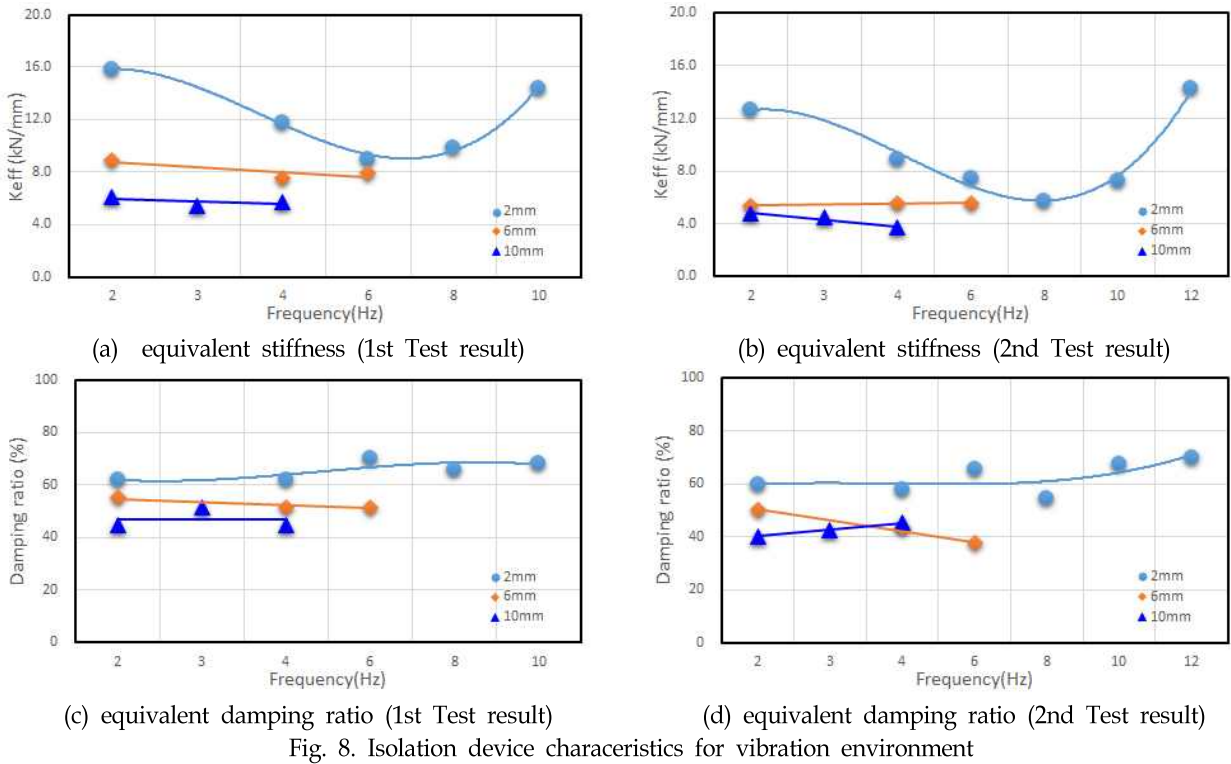 20.0
16.0
12.0
8.0
4.0
0.0
Keff (kN/mm)
2mm
6mm
10mm
2 3 4 6 8 10
Frequency(Hz)
(a) equivalent stiffness (1st Test result)
20.0
16.0
12.0
8.0
4.0
0.0
Keff (kN/mm)
2mm
6mm
10mm
2 3 4 6 8 10 12
Frequency(Hz)
(b) equivalent stiffness (2nd Test result)
100
80
60
40
20
0
Damping ratio (%)
2mm
6mm
10mm
2 3 4 6 8 10
Frequency(Hz)
(c) equivalent damping ratio (1st Test result)
100
80
60
40
20
0
Damping ratio (%)
2mm
6mm
10mm
2 3 4 6 8 10 12
Frequency(Hz)
(d) equivalent damping ratio (2nd Test result)
Fig. 8. Isolation device characeristics for vibration environment